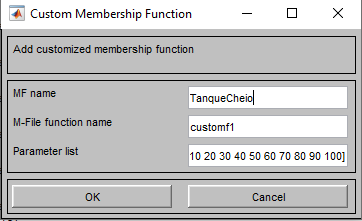 Custom Membership Function
Add customized membership function
MF name
TanqueCheio
M-File function name
customf1
Parameter list
10 20 30 40 50 60 70 80 90 100]
OK
Cancel